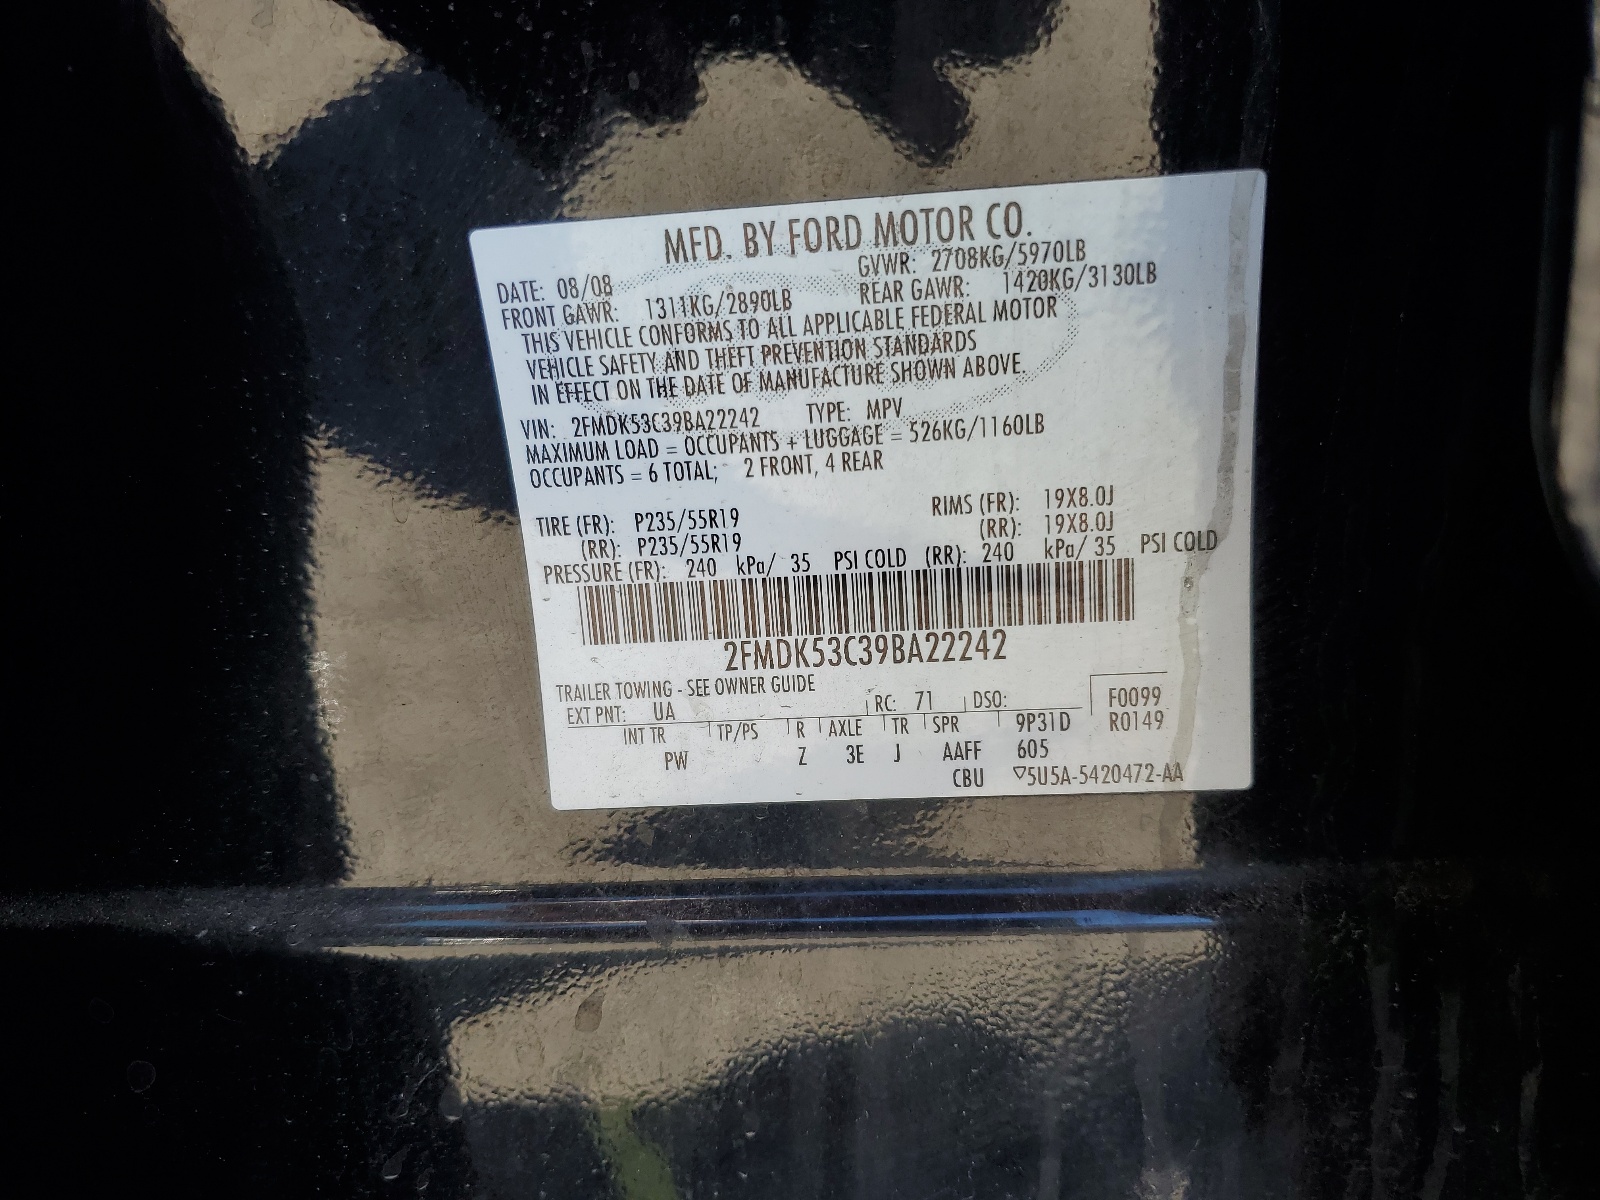 MFD. BY FORD MOTOR CO.
DATE: 08/08 GVWR: 2708KG/5970LB
FRONT GAWR: 1311KG/2890LB REAR GAWR: 1420KG/3130LB
THIS VEHICLE CONFORMS TO ALL APPLICABLE FEDERAL MOTOR
VEHICLE SAFETY AND THEFT PREVENTION STANDARDS
IN EFFECT ON THE DATE OF MANUFACTURE SHOWN ABOVE.
VIN: 2FMDK53C39BA22242 TYPE: MPV
MAXIMUM LOAD = OCCUPANTS + LUGGAGE = 526KG/1160LB
OCCUPANTS = 6 TOTAL; 2 FRONT, 4 REAR
TIRE (FR): P235/55R19 RIMS (FR): 19X8.0J
(RR): P235/55R19 (RR): 19X8.0J
PRESSURE (FR): 240 kPa/ 35 PSI COLD (RR): 240 kPa/ 35 PSI COLD
2FMDK53C39BA22242
TRAILER TOWING - SEE OWNER GUIDE
EXT PNT: UA RC: 71 DSO: F0099
INT TR TP/PS R AXLE TR SPR 9P31D R0149
PW Z 3E J AAFF 605
CBU ▽5U5A-5420472-AA